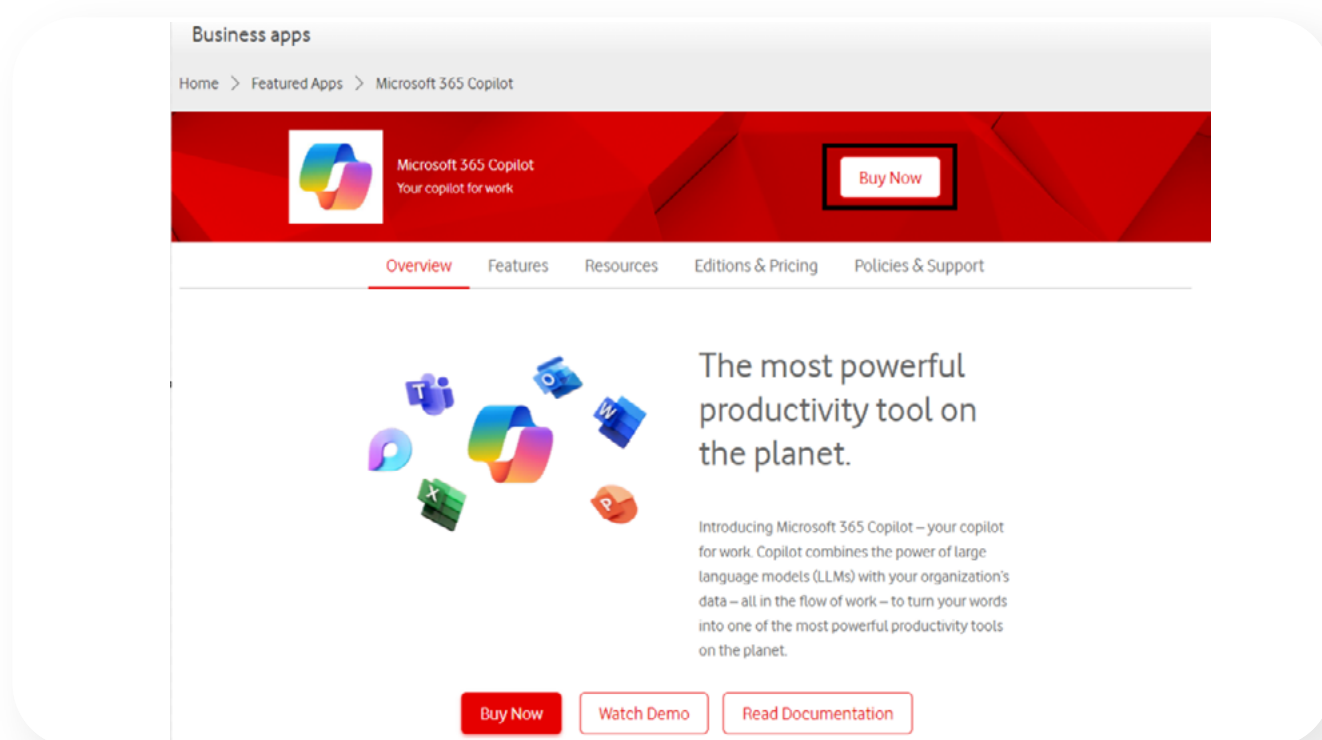 Business apps
Home > Featured Apps > Microsoft 365 Copilot
Microsoft 365 Copilot
Your copilot for work
Buy Now
Overview Features Resources Editions & Pricing Policies & Support
T
O
W
X
P
The most powerful
productivity tool on
the planet.
Introducing Microsoft 365 Copilot – your copilot
for work. Copilot combines the power of large
language models (LLMs) with your organization's
data – all in the flow of work – to turn your words
into one of the most powerful productivity tools
on the planet.
Buy Now Watch Demo Read Documentation